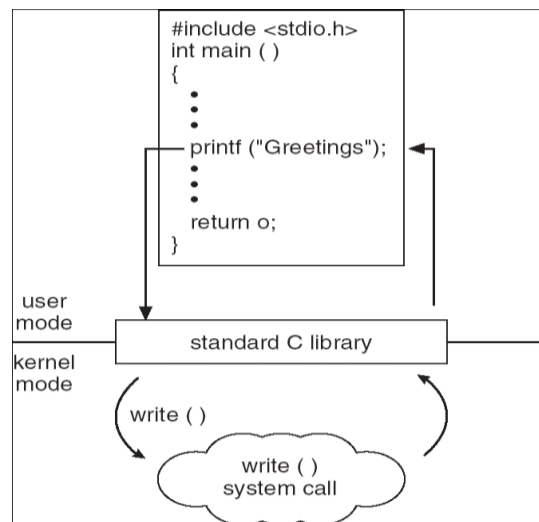 #include <stdio.h>
int main ( )
{
•
•
•
printf ("Greetings");
•
•
•
return o;
}
user
mode
standard C library
kernel
mode
write ( )
write ( )
system call